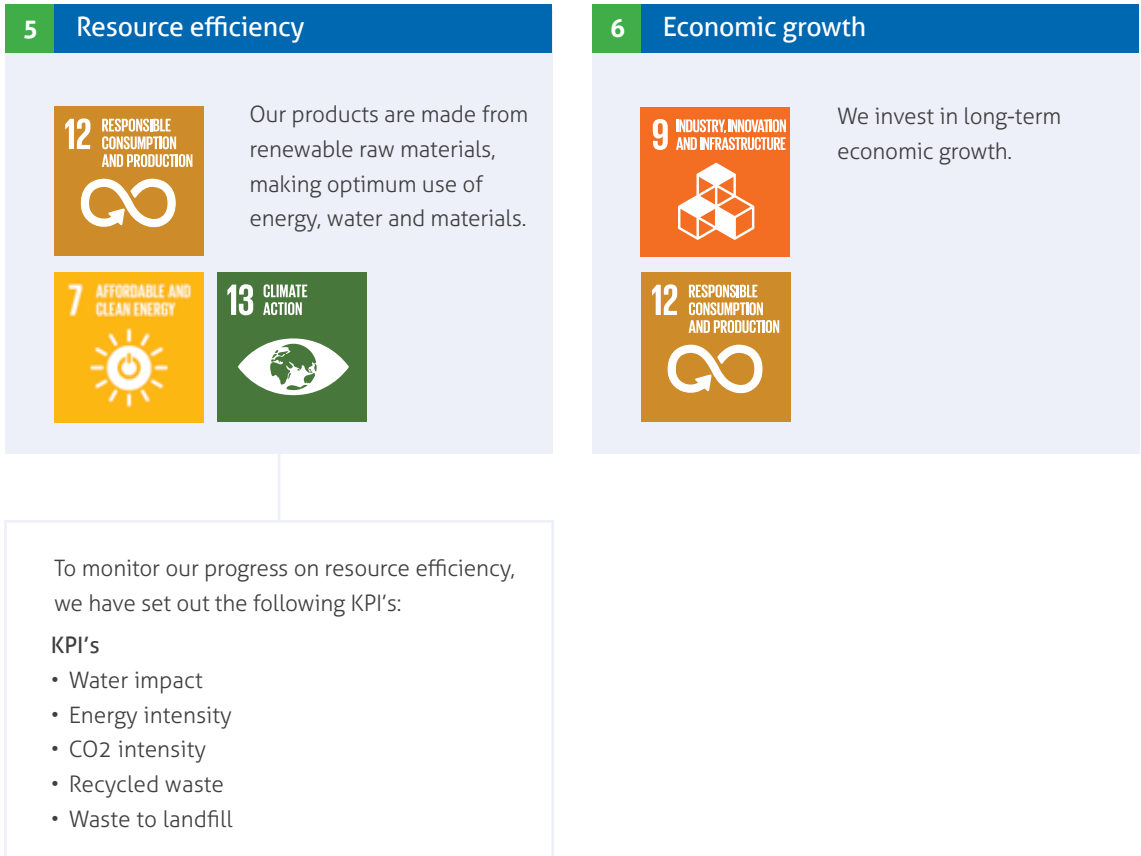 5 Resource efficiency
12 RESPONSIBLE
CONSUMPTION
AND PRODUCTION
Our products are made from
renewable raw materials,
making optimum use of
energy, water and materials.
7 AFFORDABLE AND
CLEAN ENERGY
13 CLIMATE
ACTION
To monitor our progress on resource efficiency,
we have set out the following KPI's:
KPI's
• Water impact
• Energy intensity
• CO2 intensity
• Recycled waste
• Waste to landfill
6 Economic growth
9 INDUSTRY, INNOVATION
AND INFRASTRUCTURE
We invest in long-term
economic growth.
12 RESPONSIBLE
CONSUMPTION
AND PRODUCTION